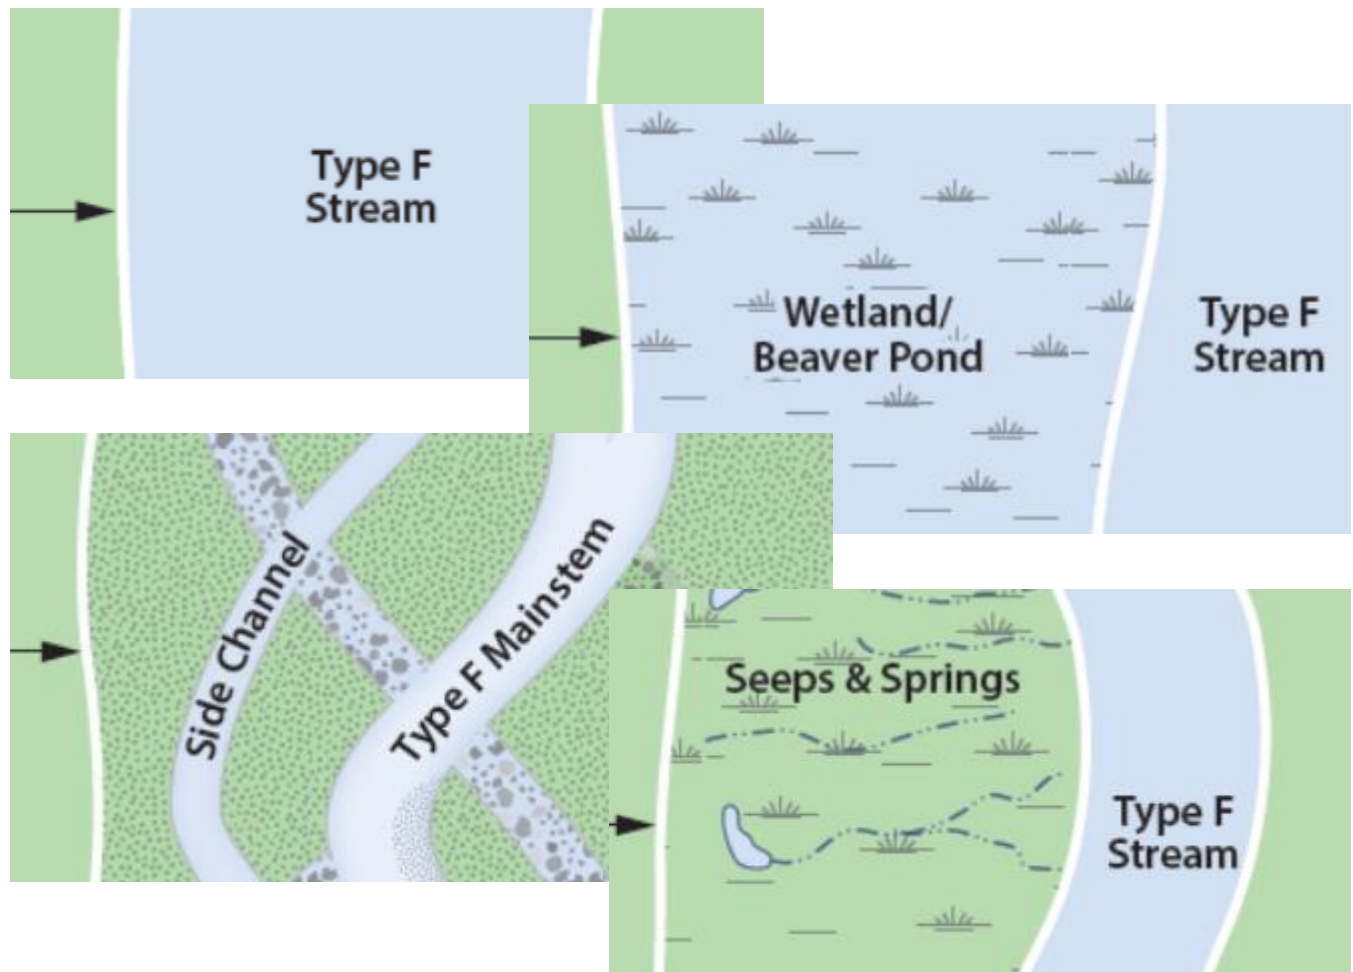 Type F
Stream
Wetland/
Beaver Pond
Type F
Stream
Side Channel
Type F Mainstem
Seeps & Springs
Type F
Stream